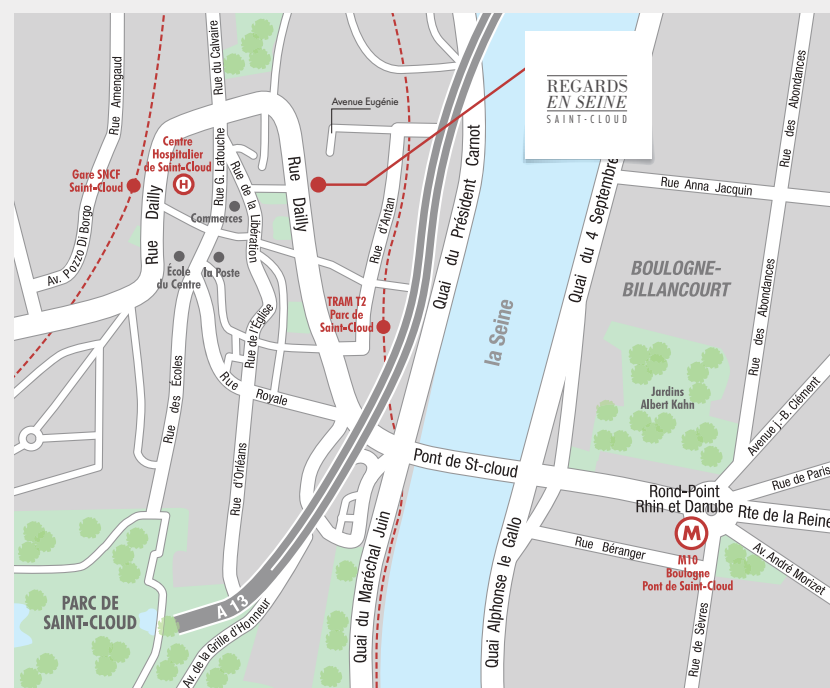 REGARDS
EN SEINE
SAINT-CLOUD
Rue Amengaud
Rue du Calvaire
Avenue Eugénie
Rue des Abondances
Centre
Hospitalier
de Saint-Cloud
H
Gare SNCF
Saint-Cloud
Rue G. Latouche
Rue de la Libération
Rue Dailly
Rue Dailly
Commerces
Av. Pozzo Di Borgo
École
du Centre
la Poste
Rue d'Antan
Quai du Président Carnot
Quai du 4 Septembre
Rue Anna Jacquin
BOULOGNE-
BILLANCOURT
Rue des Abondances
TRAM T2
Parc de
Saint-Cloud
la Seine
Rue de l'Église
Rue Royale
Rue des Écoles
Rue d'Orléans
Jardins
Albert Kahn
Avenue J.-B. Clément
Rue de Paris
Pont de St-cloud
Rond-Point
Rhin et Danube
Rte de la Reine
M
M10
Boulogne
Pont de Saint-Cloud
Rue Béranger
Av. André Morizet
Rue de Sèvres
Quai Alphonse le Gallo
Quai du Maréchal Juin
A 13
Av. de la Grille d'Honneur
PARC DE
SAINT-CLOUD